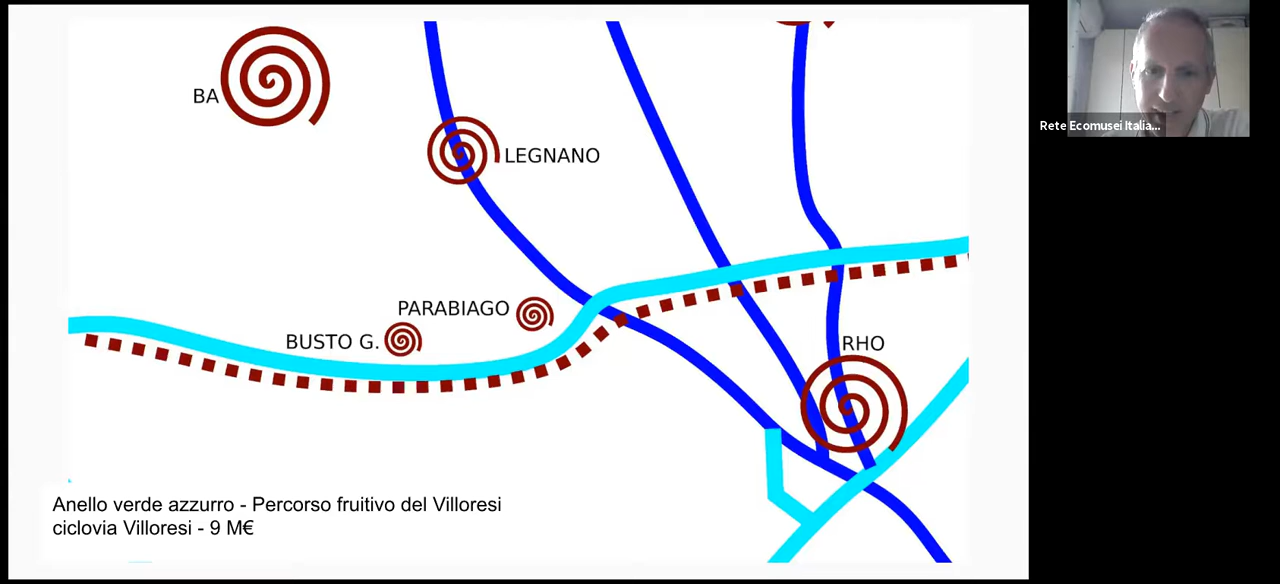 BA
LEGNANO
PARABIAGO
BUSTO G.
RHO
Anello verde azzurro - Percorso fruitivo del Villoresi
ciclovia Villoresi - 9 M€
Rete Ecomusei Italia...